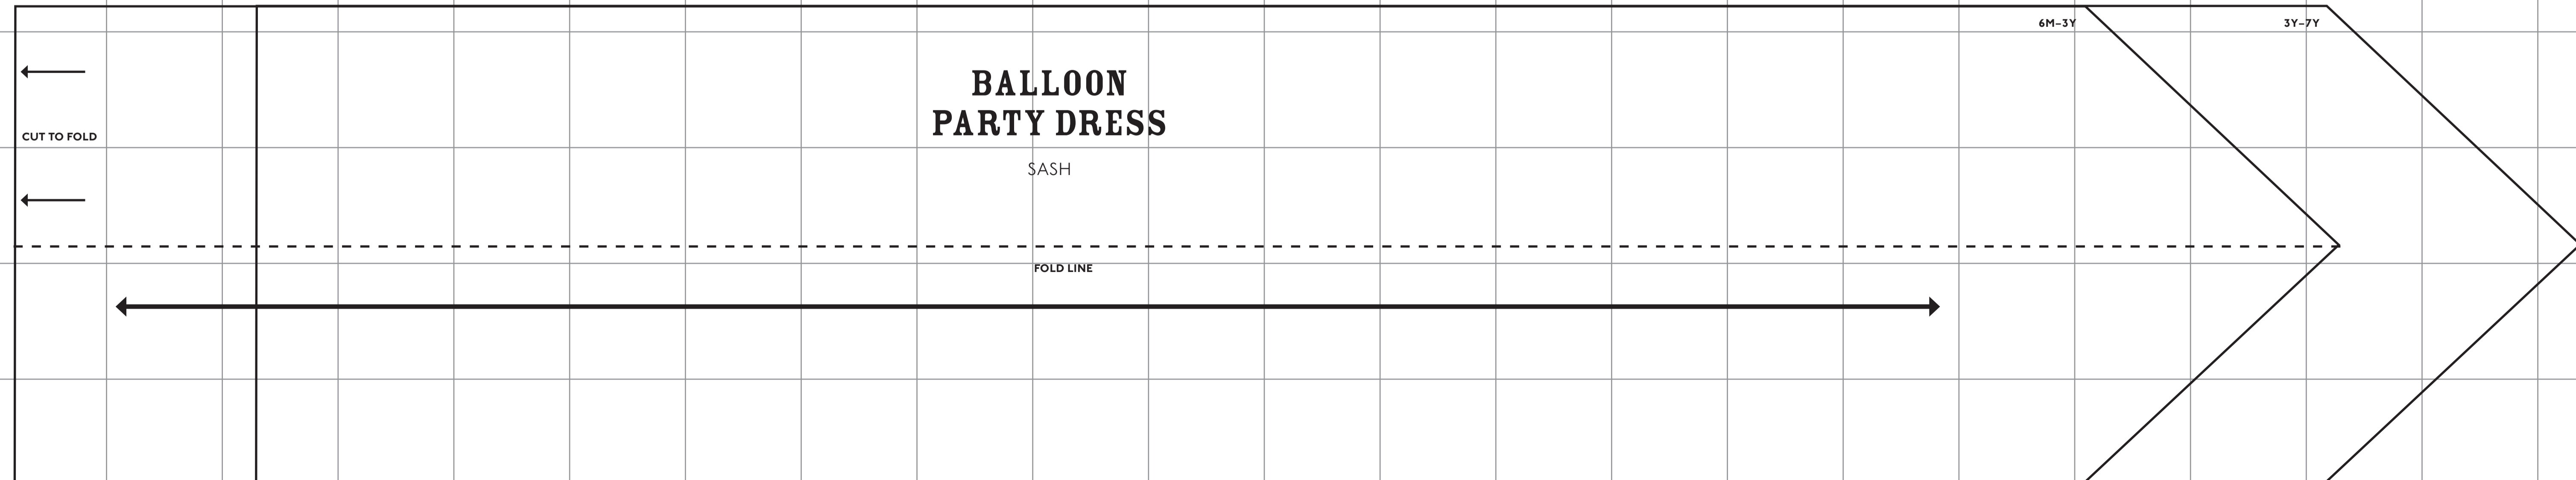 6M–3Y
3Y–7Y
BALLOON
PARTY DRESS
CUT TO FOLD
SASH
FOLD LINE